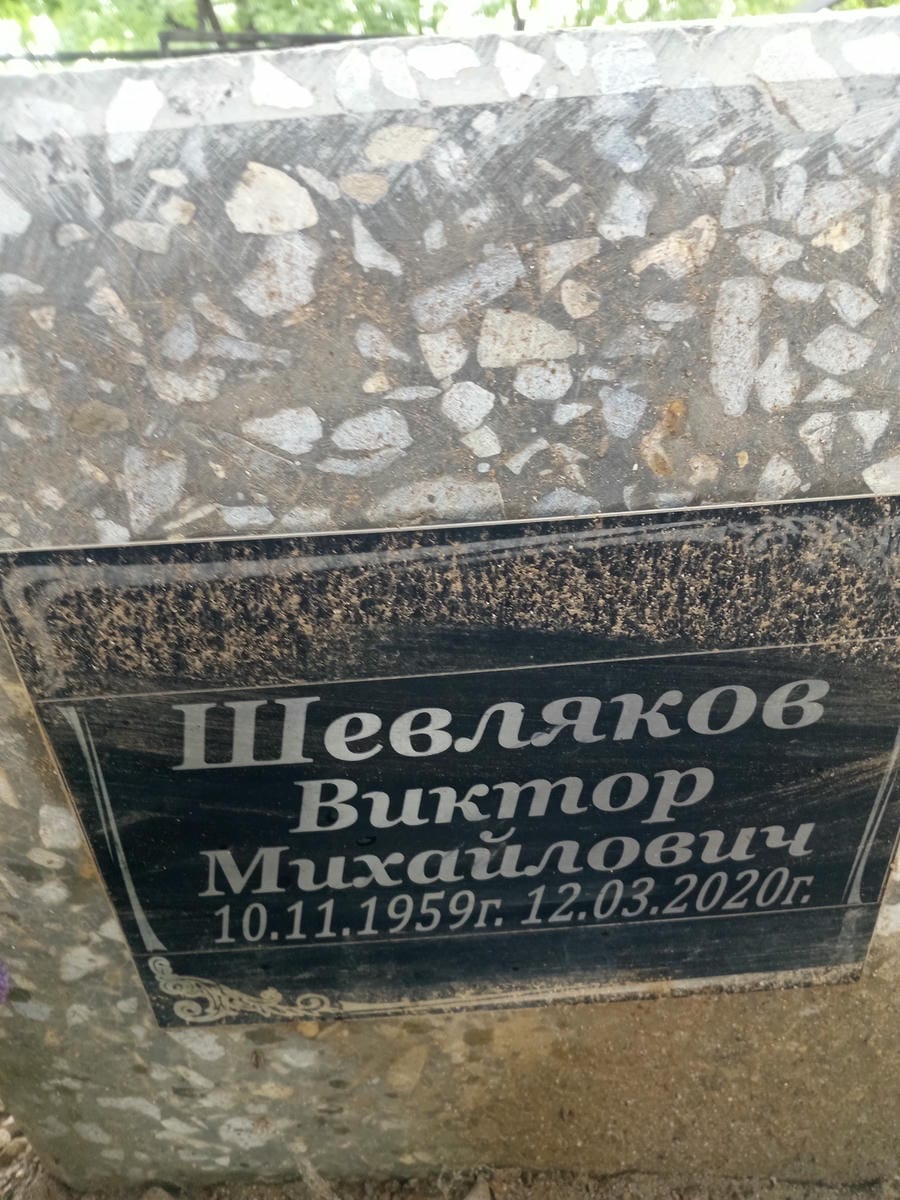 Шевляков
Виктор
Михайлович
10.11.1959г. 12.03.2020г.